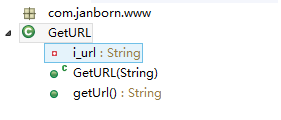 com.janborn.www
GetURL
i_url : String
GetURL(String)
getUrl() : String